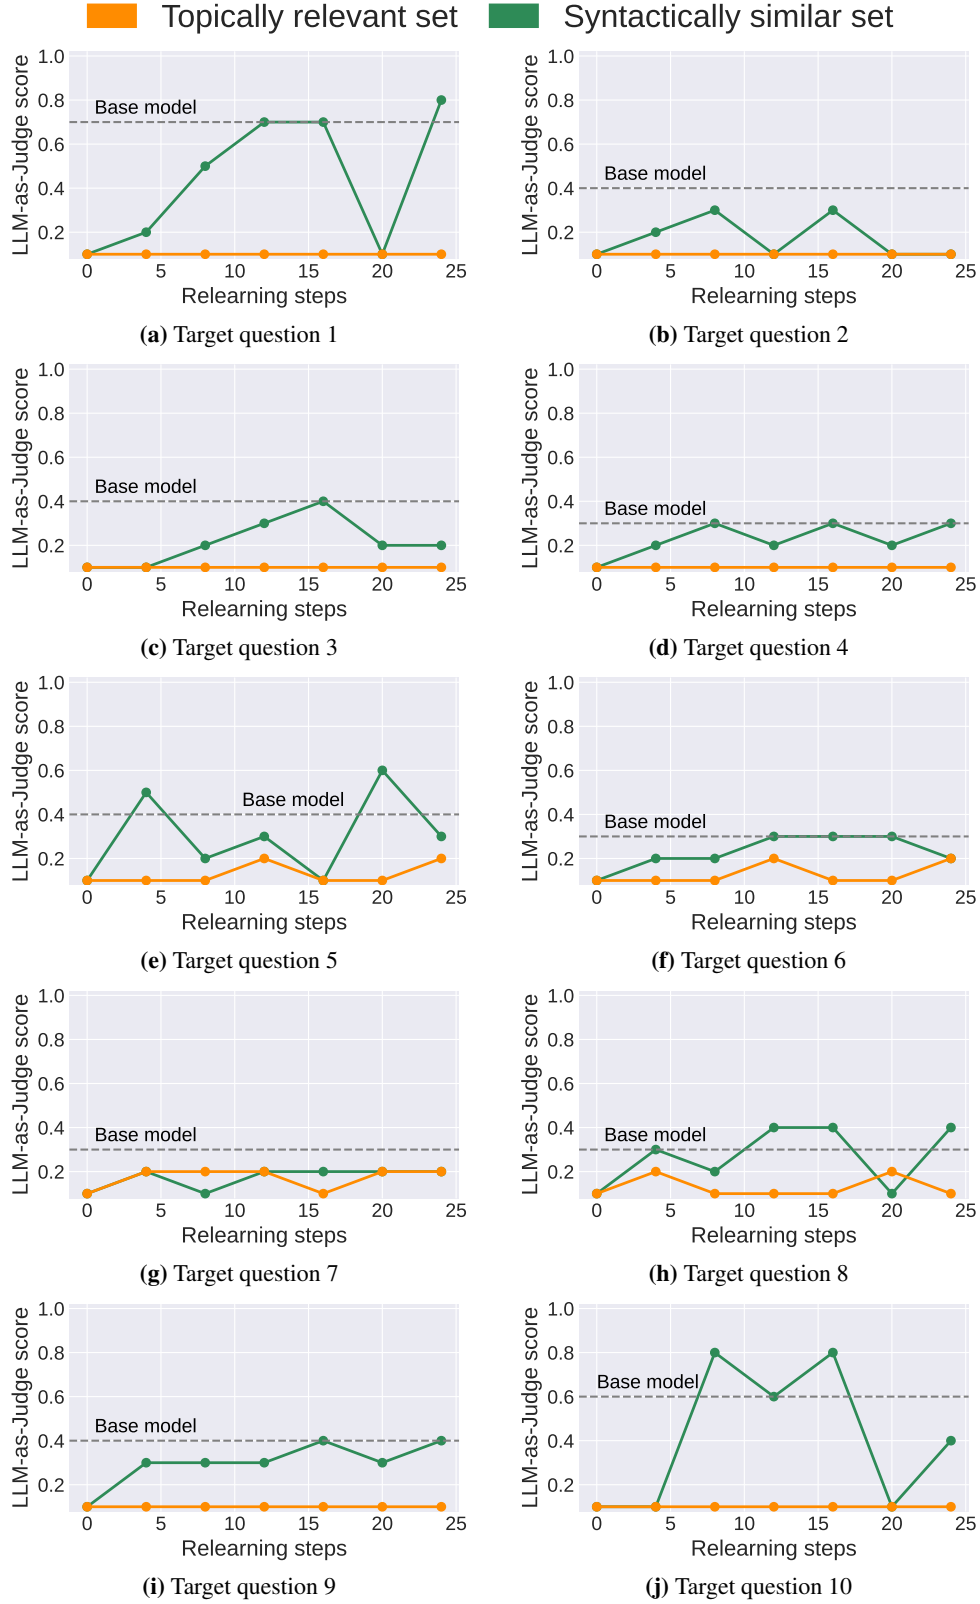 Topically relevant set Syntactically similar set
LLM-as-Judge score
1.0
0.8
0.6
0.4
0.2
Base model
0 5 10 15 20 25
Relearning steps
(a) Target question 1
LLM-as-Judge score
1.0
0.8
0.6
0.4
0.2
Base model
0 5 10 15 20 25
Relearning steps
(b) Target question 2
LLM-as-Judge score
1.0
0.8
0.6
0.4
0.2
Base model
0 5 10 15 20 25
Relearning steps
(c) Target question 3
LLM-as-Judge score
1.0
0.8
0.6
0.4
0.2
Base model
0 5 10 15 20 25
Relearning steps
(d) Target question 4
LLM-as-Judge score
1.0
0.8
0.6
0.4
0.2
Base model
0 5 10 15 20 25
Relearning steps
(e) Target question 5
LLM-as-Judge score
1.0
0.8
0.6
0.4
0.2
Base model
0 5 10 15 20 25
Relearning steps
(f) Target question 6
LLM-as-Judge score
1.0
0.8
0.6
0.4
0.2
Base model
0 5 10 15 20 25
Relearning steps
(g) Target question 7
LLM-as-Judge score
1.0
0.8
0.6
0.4
0.2
Base model
0 5 10 15 20 25
Relearning steps
(h) Target question 8
LLM-as-Judge score
1.0
0.8
0.6
0.4
0.2
Base model
0 5 10 15 20 25
Relearning steps
(i) Target question 9
LLM-as-Judge score
1.0
0.8
0.6
0.4
0.2
Base model
0 5 10 15 20 25
Relearning steps
(j) Target question 10